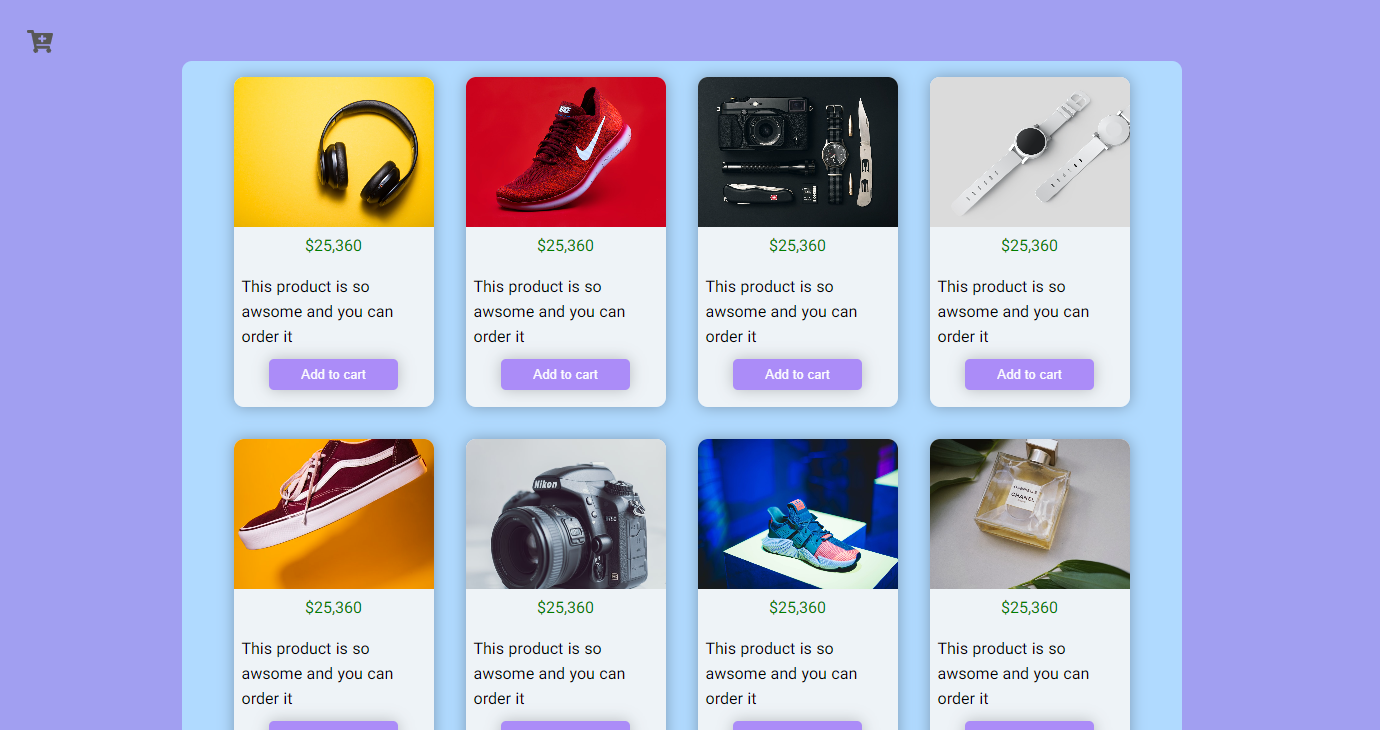 $25,360
This product is so
awsome and you can
order it
Add to cart
$25,360
This product is so
awsome and you can
order it
Add to cart
$25,360
This product is so
awsome and you can
order it
Add to cart
$25,360
This product is so
awsome and you can
order it
Add to cart
Nikon
CHANEL
$25,360
This product is so
awsome and you can
order it
$25,360
This product is so
awsome and you can
order it
$25,360
This product is so
awsome and you can
order it
$25,360
This product is so
awsome and you can
order it